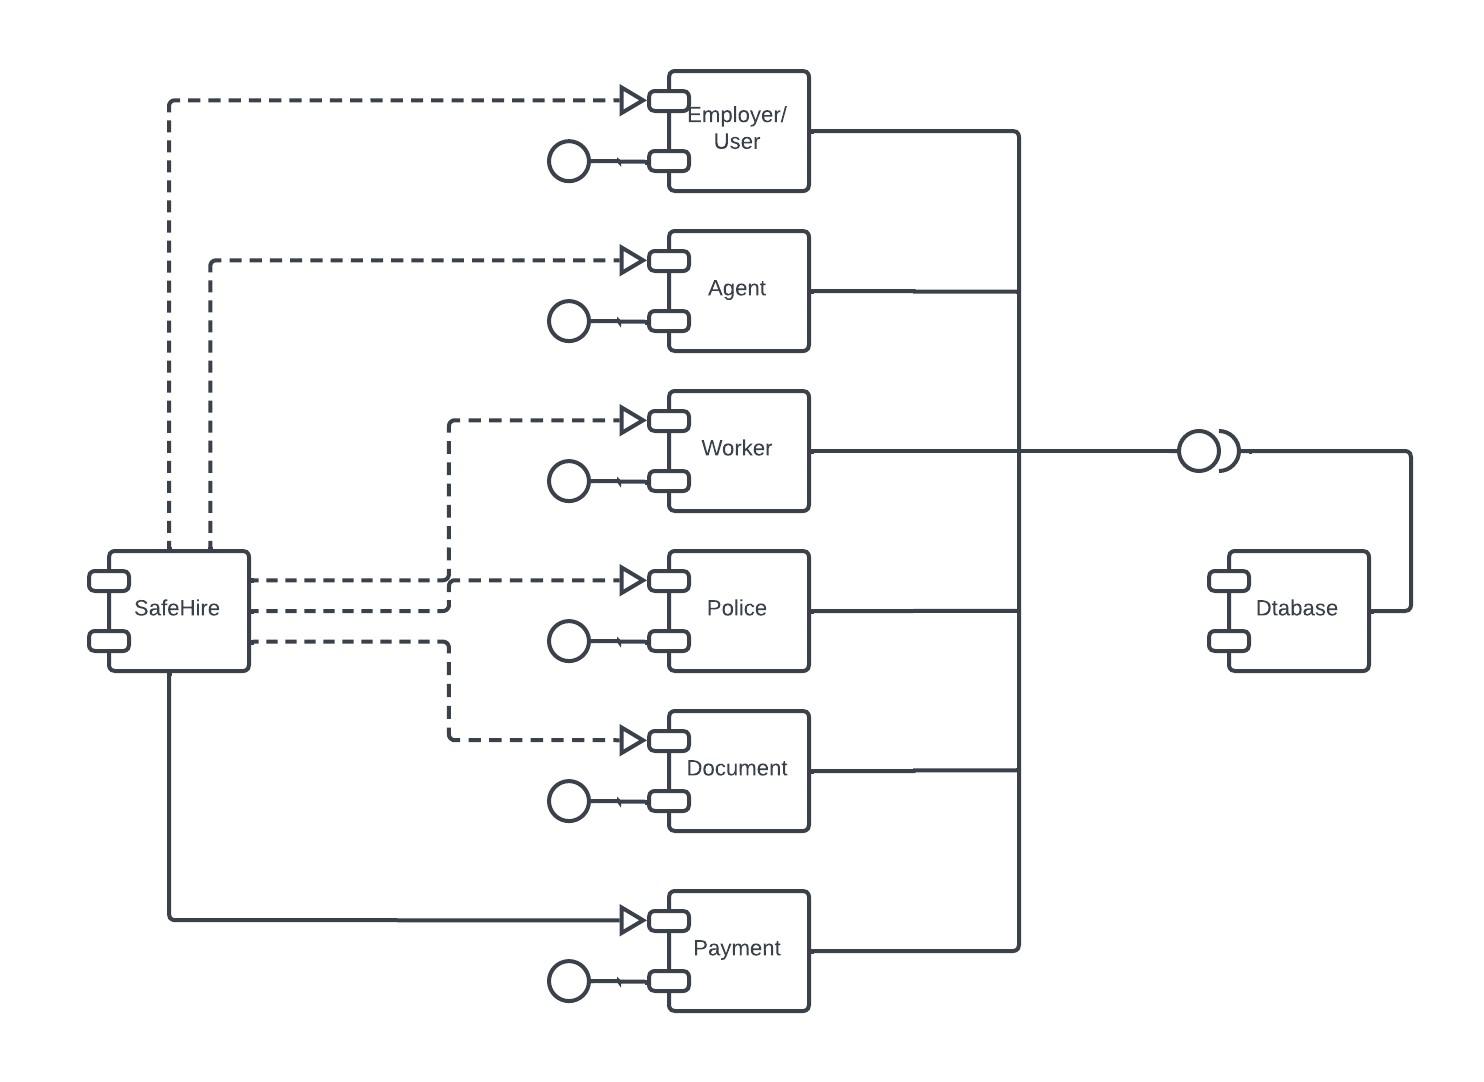 Employer/
User
Agent
Worker
SafeHire
Police
Dtabase
Document
Payment